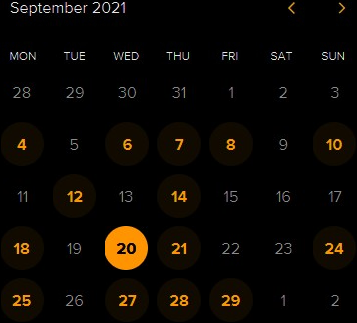 September 2021
MON TUE WED THU FRI SAT SUN
28 29 30 31 1 2 3
4 5 6 7 8 9 10
11 12 13 14 15 16 17
18 19 20 21 22 23 24
25 26 27 28 29 1 2